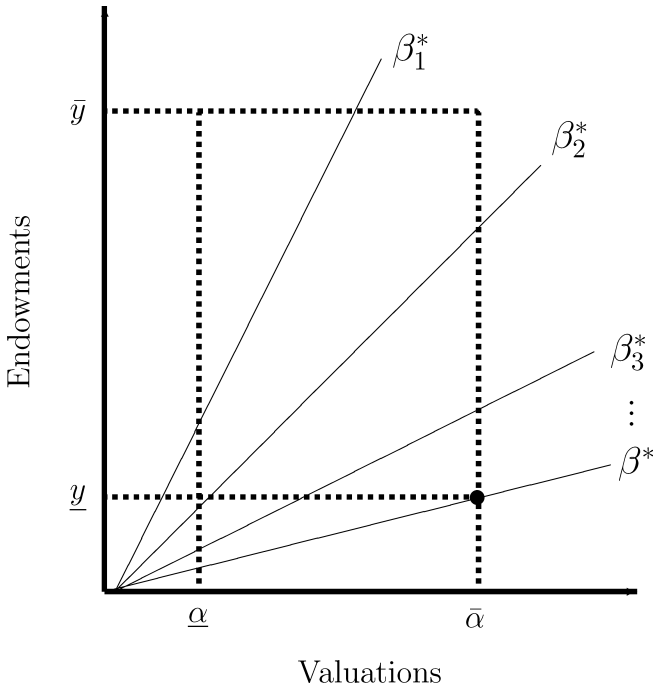 β₁*
ȳ
β₂*
Endowments
β₃*
⋮
β*
y̲
α̲
ᾱ
Valuations